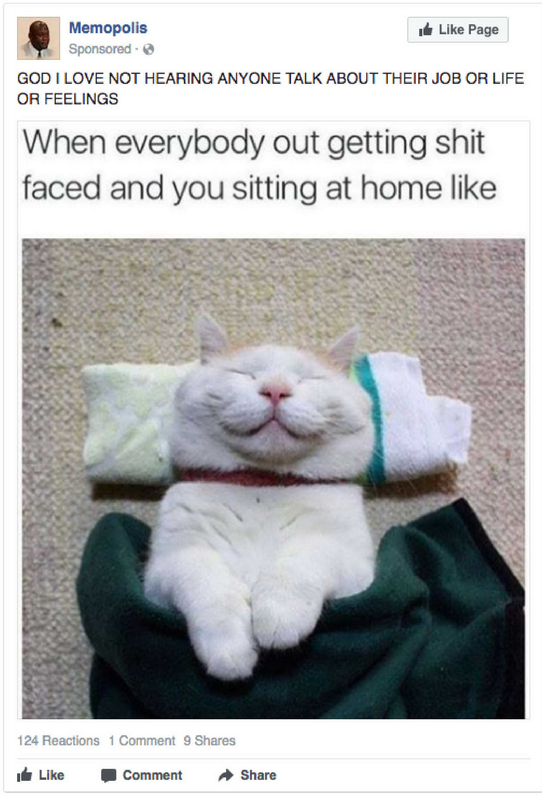 Memopolis
Like Page
Sponsored ·
GOD I LOVE NOT HEARING ANYONE TALK ABOUT THEIR JOB OR LIFE
OR FEELINGS
When everybody out getting shit
faced and you sitting at home like
124 Reactions 1 Comment 9 Shares
Like Comment Share